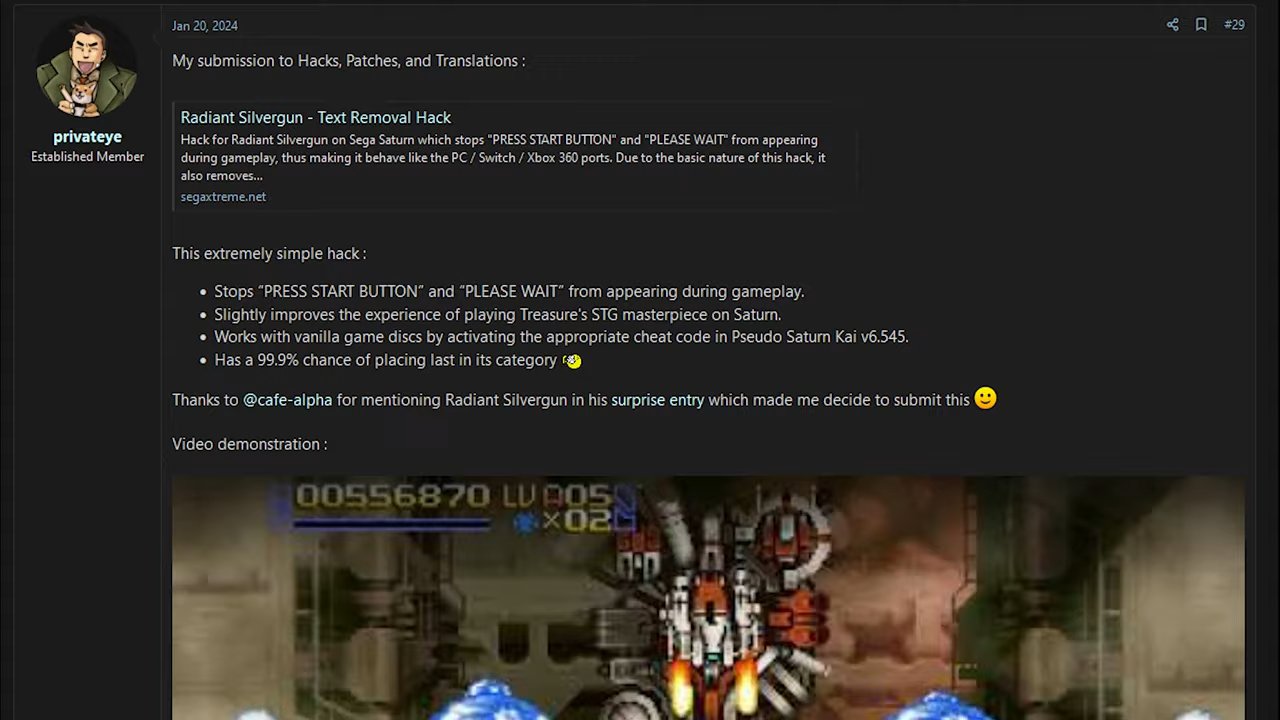 Jan 20, 2024
#29
My submission to Hacks, Patches, and Translations :
privateye
Established Member
Radiant Silvergun - Text Removal Hack
Hack for Radiant Silvergun on Sega Saturn which stops "PRESS START BUTTON" and "PLEASE WAIT" from appearing
during gameplay, thus making it behave like the PC / Switch / Xbox 360 ports. Due to the basic nature of this hack, it
also removes...
segaxtreme.net
This extremely simple hack :
• Stops “PRESS START BUTTON” and “PLEASE WAIT” from appearing during gameplay.
• Slightly improves the experience of playing Treasure's STG masterpiece on Saturn.
• Works with vanilla game discs by activating the appropriate cheat code in Pseudo Saturn Kai v6.545.
• Has a 99.9% chance of placing last in its category
Thanks to @cafe-alpha for mentioning Radiant Silvergun in his surprise entry which made me decide to submit this
Video demonstration :
00556870 LV A05
×02